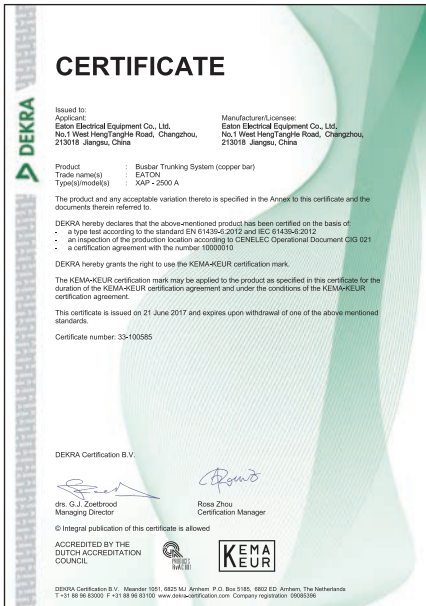 CERTIFICATE
DEKRA
Issued to:
Applicant:
Eaton Electrical Equipment Co., Ltd.
No.1 West HengTangHe Road, Changzhou,
213018 Jiangsu, China
Manufacturer/Licensee:
Eaton Electrical Equipment Co., Ltd.
No.1 West HengTangHe Road, Changzhou,
213018 Jiangsu, China
Product : Busbar Trunking System (copper bar)
Trade name(s) : EATON
Type(s)/model(s) : XAP - 2500 A
The product and any acceptable variation thereto is specified in the Annex to this certificate and the
documents therein referred to.
DEKRA hereby declares that the above-mentioned product has been certified on the basis of:
- a type test according to the standard EN 61439-6:2012 and IEC 61439-6:2012
- an inspection of the production location according to CENELEC Operational Document CIG 021
- a certification agreement with the number 10000010
DEKRA hereby grants the right to use the KEMA-KEUR certification mark.
The KEMA-KEUR certification mark may be applied to the product as specified in this certificate for the
duration of the KEMA-KEUR certification agreement and under the conditions of the KEMA-KEUR
certification agreement.
This certificate is issued on 21 June 2017 and expires upon withdrawal of one of the above mentioned
standards.
Certificate number: 33-100585
DEKRA Certification B.V.
drs. G.J. Zoetbrood
Managing Director
Rosa Zhou
Certification Manager
© Integral publication of this certificate is allowed
ACCREDITED BY THE
DUTCH ACCREDITATION
COUNCIL
PRODUCTS
RvA C 001
KEMA
KEUR
DEKRA Certification B.V. Meander 1051, 6825 MJ Arnhem P.O. Box 5185, 6802 ED Arnhem, The Netherlands
T +31 88 96 83000 F +31 88 96 83100 www.dekra-certification.com Company registration 09085396